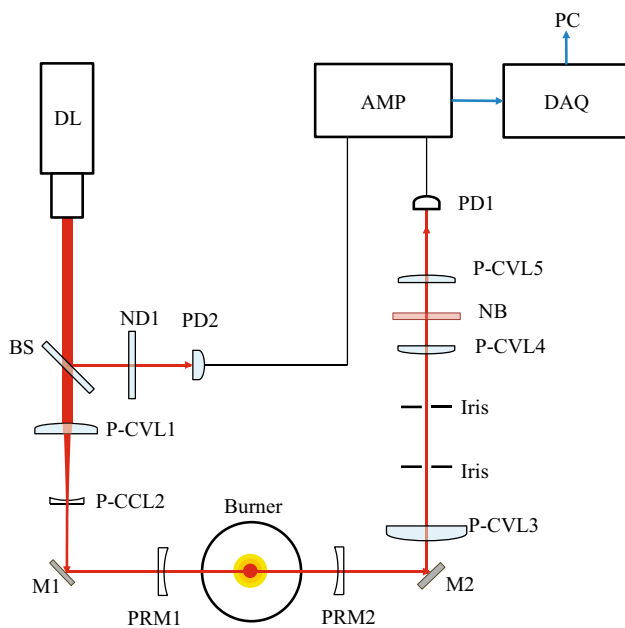 PC
DL
AMP
DAQ
PD1
P-CVL5
ND1
PD2
NB
BS
P-CVL4
Iris
P-CVL1
Iris
P-CCL2
Burner
P-CVL3
M1
M2
PRM1
PRM2